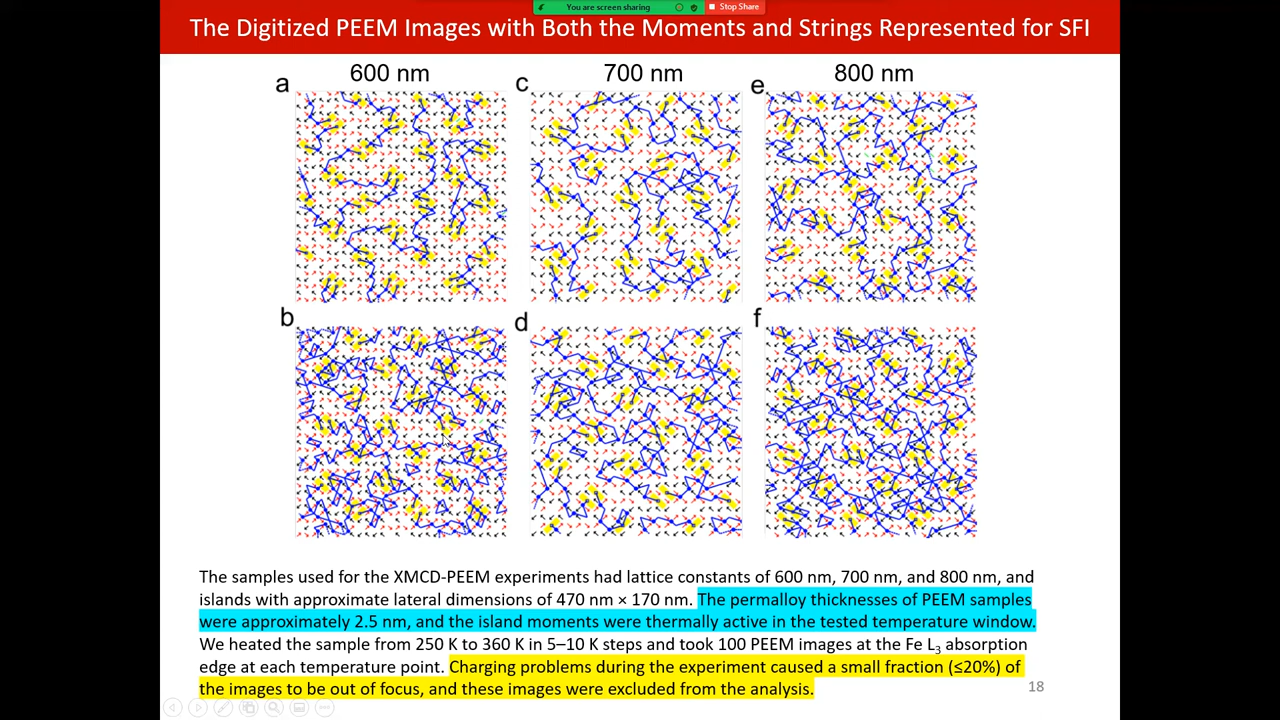 You are screen sharing
Stop Share
The Digitized PEEM Images with Both the Moments and Strings Represented for SFI
600 nm
700 nm
800 nm
a
c
e
b
d
f
The samples used for the XMCD-PEEM experiments had lattice constants of 600 nm, 700 nm, and 800 nm, and
islands with approximate lateral dimensions of 470 nm × 170 nm. The permalloy thicknesses of PEEM samples
were approximately 2.5 nm, and the island moments were thermally active in the tested temperature window.
We heated the sample from 250 K to 360 K in 5–10 K steps and took 100 PEEM images at the Fe L₃ absorption
edge at each temperature point. Charging problems during the experiment caused a small fraction (≤20%) of
the images to be out of focus, and these images were excluded from the analysis.
18